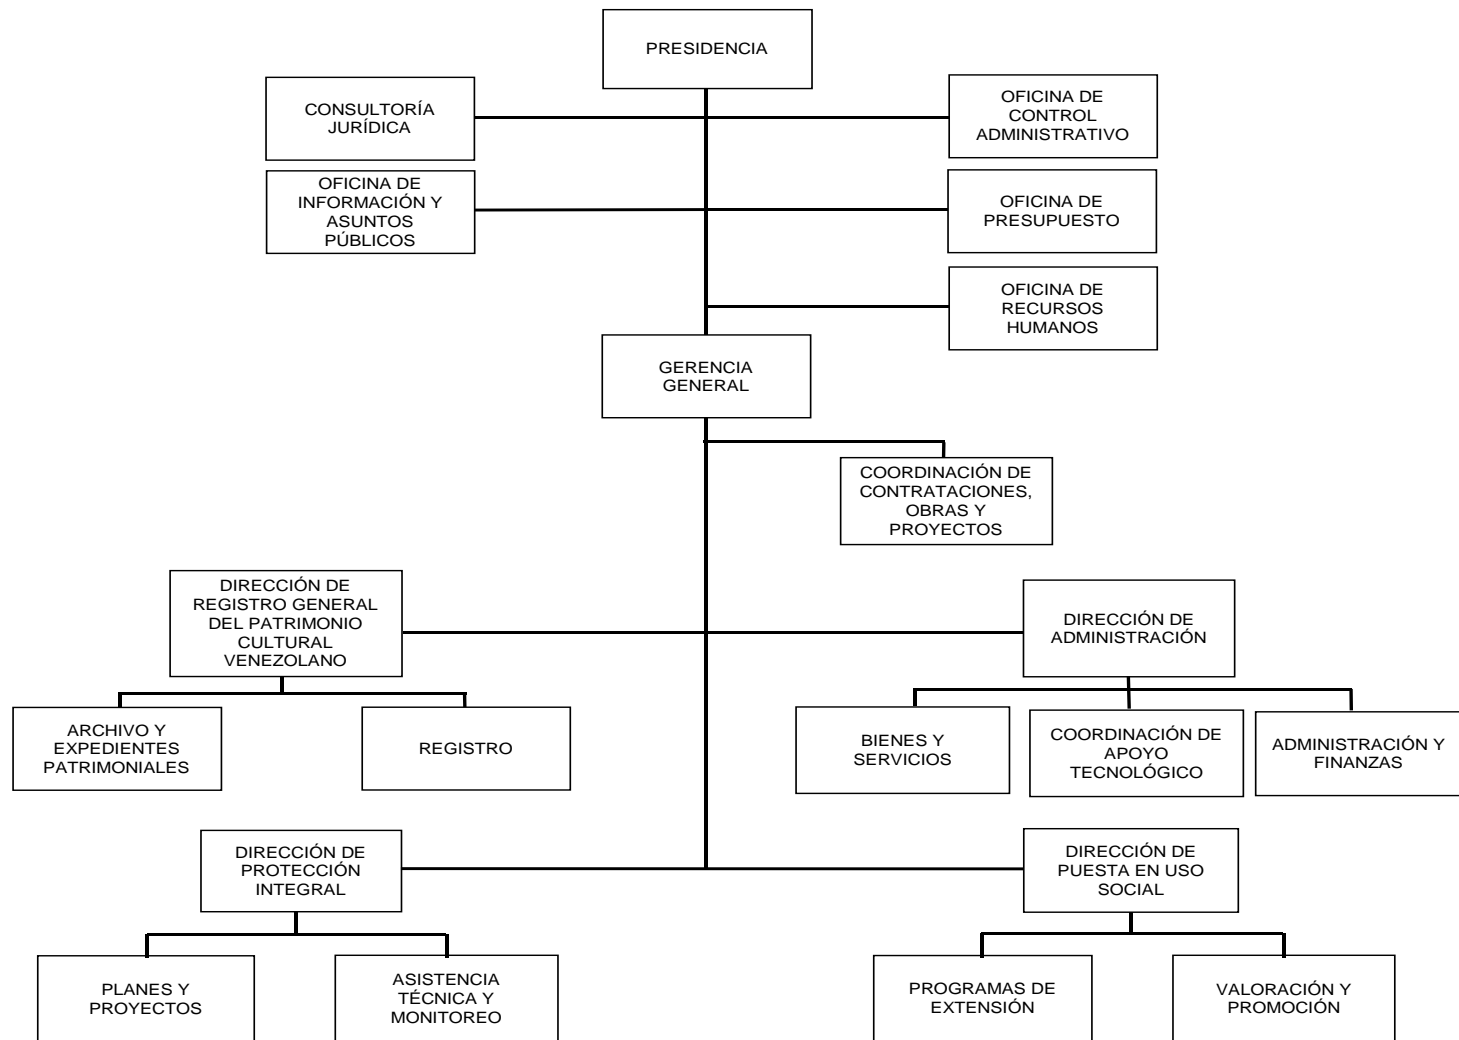 PRESIDENCIA
CONSULTORÍA
JURÍDICA
OFICINA DE
CONTROL
ADMINISTRATIVO
OFICINA DE
INFORMACIÓN Y
ASUNTOS
PÚBLICOS
OFICINA DE
PRESUPUESTO
OFICINA DE
RECURSOS
HUMANOS
GERENCIA
GENERAL
COORDINACIÓN DE
CONTRATACIONES,
OBRAS Y
PROYECTOS
DIRECCIÓN DE
REGISTRO GENERAL
DEL PATRIMONIO
CULTURAL
VENEZOLANO
DIRECCIÓN DE
ADMINISTRACIÓN
ARCHIVO Y
EXPEDIENTES
PATRIMONIALES
REGISTRO
BIENES Y
SERVICIOS
COORDINACIÓN DE
APOYO
TECNOLÓGICO
ADMINISTRACIÓN Y
FINANZAS
DIRECCIÓN DE
PROTECCIÓN
INTEGRAL
DIRECCIÓN DE
PUESTA EN USO
SOCIAL
PLANES Y
PROYECTOS
ASISTENCIA
TÉCNICA Y
MONITOREO
PROGRAMAS DE
EXTENSIÓN
VALORACIÓN Y
PROMOCIÓN